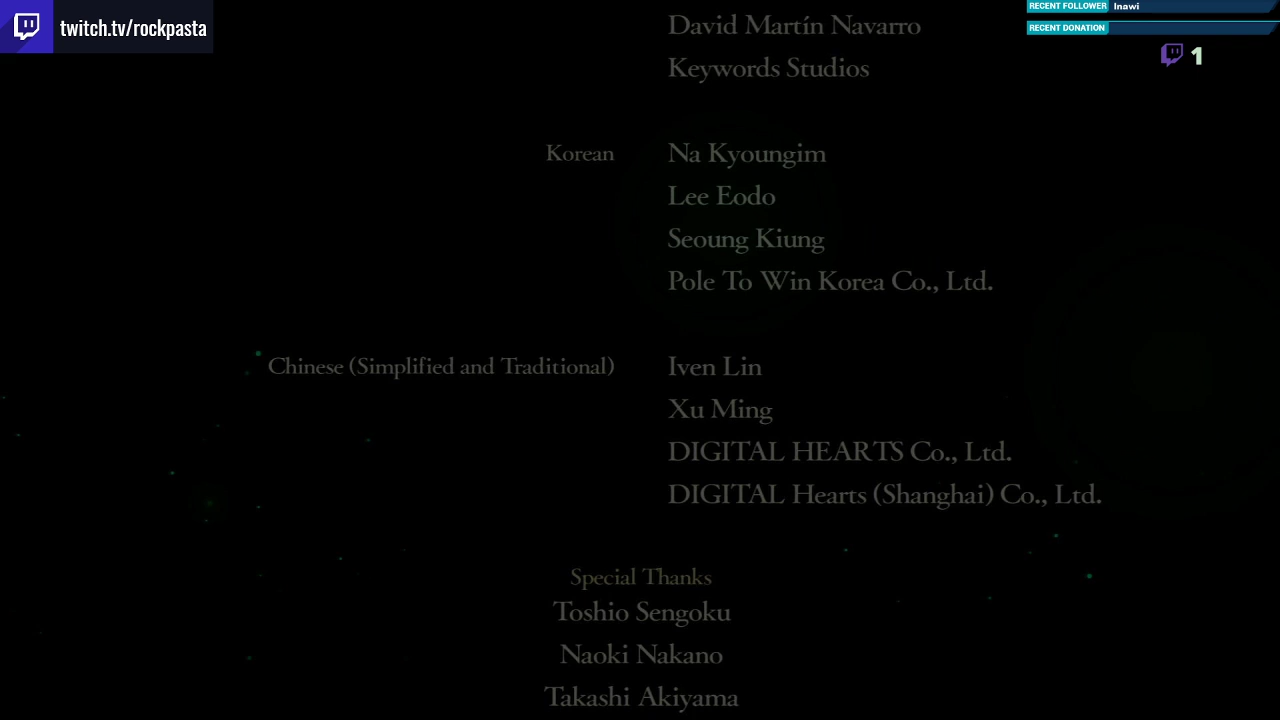 twitch.tv/rockpasta
RECENT FOLLOWER Inawi
RECENT DONATION
1
David Martín Navarro
Keywords Studios
Korean Na Kyoungim
Lee Eodo
Seoung Kiung
Pole To Win Korea Co., Ltd.
Chinese (Simplified and Traditional) Iven Lin
Xu Ming
DIGITAL HEARTS Co., Ltd.
DIGITAL Hearts (Shanghai) Co., Ltd.
Special Thanks
Toshio Sengoku
Naoki Nakano
Takashi Akiyama